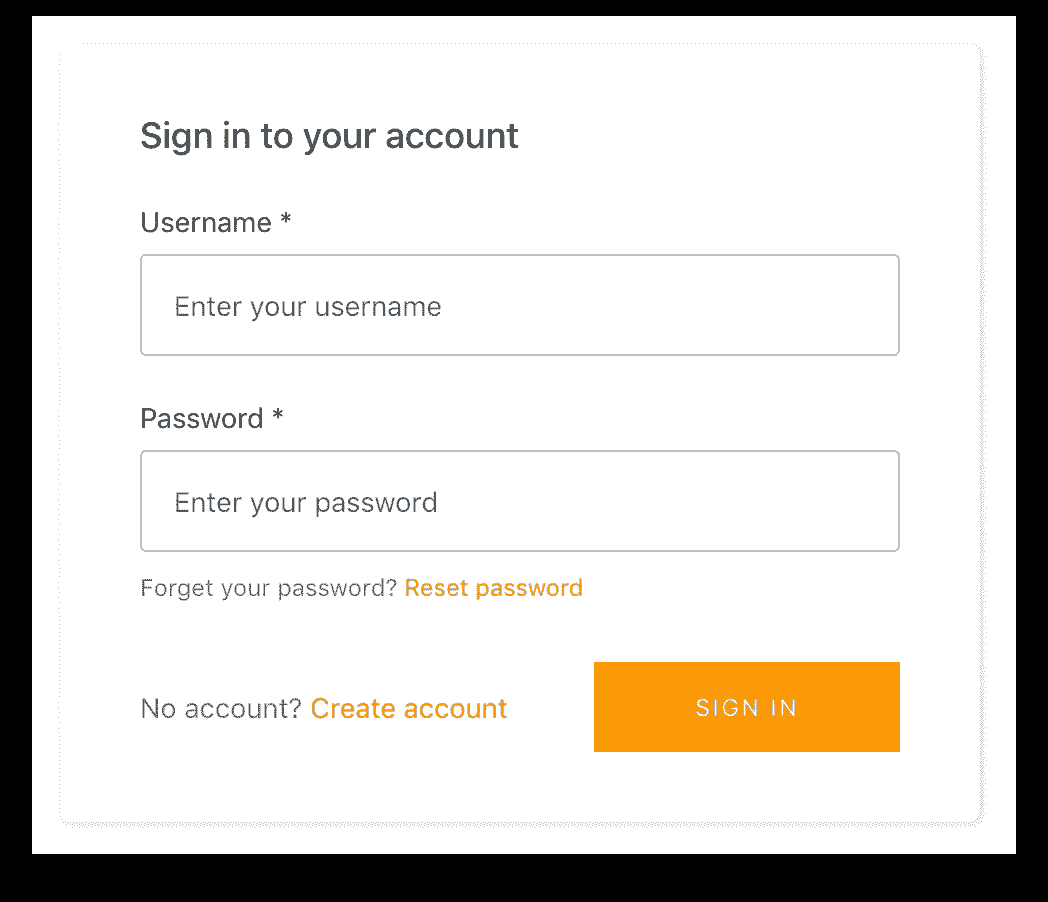 Sign in to your account
Username *
Enter your username
Password *
Enter your password
Forget your password? Reset password
No account? Create account
SIGN IN